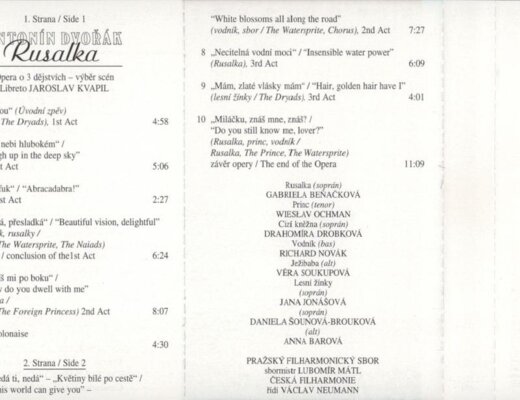 1. Strana / Side 1
ANTONÍN DVOŘÁK
Rusalka
Opera o 3 dějstvích – výběr scén
Libreto JAROSLAV KVAPIL
ou“ (Úvodní zpěv)
The Dryads), 1st Act 4:58
nebi hlubokém“ /
gh up in the deep sky”
Act 5:06
fuk“ / “Abracadabra!”
st Act 2:27
á, přesladká“ / “Beautiful vision, delightful”
k, rusalky /
The Watersprite, The Naiads)
/ conclusion of the1st Act 6:24
š mi po boku“ /
y do you dwell with me”
a /
The Foreign Princess) 2nd Act 8:07
olonaise
4:30
2. Strana / Side 2
edá ti, nedá“ – „Květiny bílé po cestě“ /
his world can give you” –
“White blossoms all along the road”
(vodník, sbor / The Watersprite, Chorus), 2nd Act 7:27
8 „Necitelná vodní moci“ / “Insensible water power”
(Rusalka), 3rd Act 6:09
9 „Mám, zlaté vlásky mám“ / “Hair, golden hair have I”
(lesní žínky / The Dryads), 3rd Act 4:01
10 „Miláčku, znáš mne, znáš? /
“Do you still know me, lover?”
(Rusalka, princ, vodník /
Rusalka, The Prince, The Watersprite)
závěr opery / The end of the Opera 11:09
Rusalka (soprán)
GABRIELA BEŇAČKOVÁ
Princ (tenor)
WIESŁAV OCHMAN
Cizí kněžna (soprán)
DRAHOMÍRA DROBKOVÁ
Vodník (bas)
RICHARD NOVÁK
Ježibaba (alt)
VĚRA SOUKUPOVÁ
Lesní žínky
(soprán)
JANA JONÁŠOVÁ
(soprán)
DANIELA ŠOUNOVÁ-BROUKOVÁ
(alt)
ANNA BAROVÁ
PRAŽSKÝ FILHARMONICKÝ SBOR
sbormistr LUBOMÍR MÁTL
ČESKÁ FILHARMONIE
řídí VÁCLAV NEUMANN